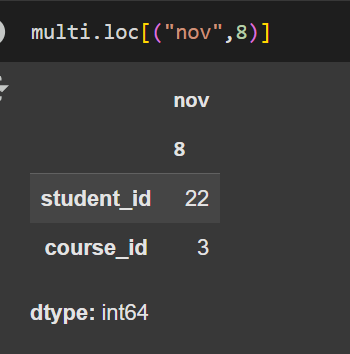 multi.loc[("nov",8)]
nov
8
student_id 22
course_id 3
dtype: int64